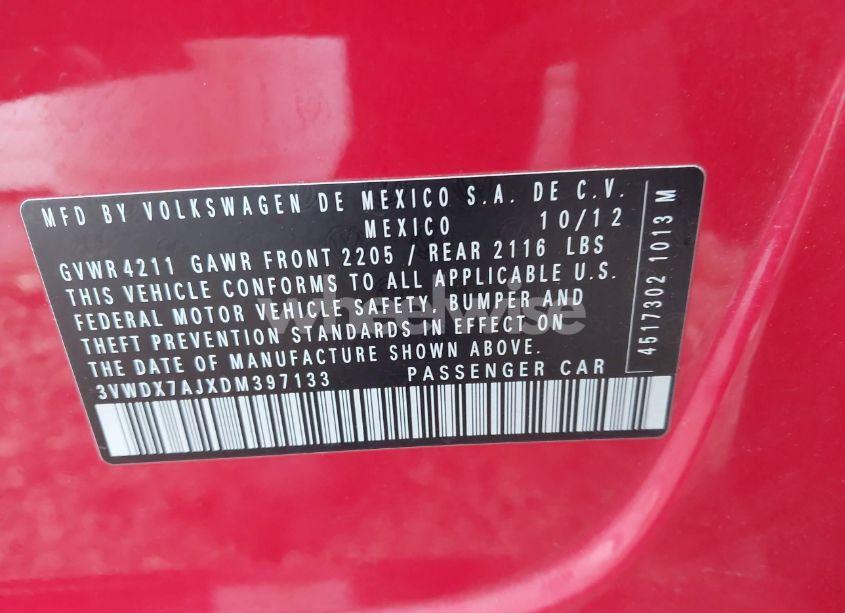 MFD BY VOLKSWAGEN DE MEXICO S.A. DE C.V.
MEXICO 10/12
GVWR 4211 GAWR FRONT 2205 / REAR 2116 LBS
THIS VEHICLE CONFORMS TO ALL APPLICABLE U.S.
FEDERAL MOTOR VEHICLE SAFETY, BUMPER AND
THEFT PREVENTION STANDARDS IN EFFECT ON
THE DATE OF MANUFACTURE SHOWN ABOVE.
3VWDX7AJXDM397133 PASSENGER CAR
4517302 1013 M
wheelwise